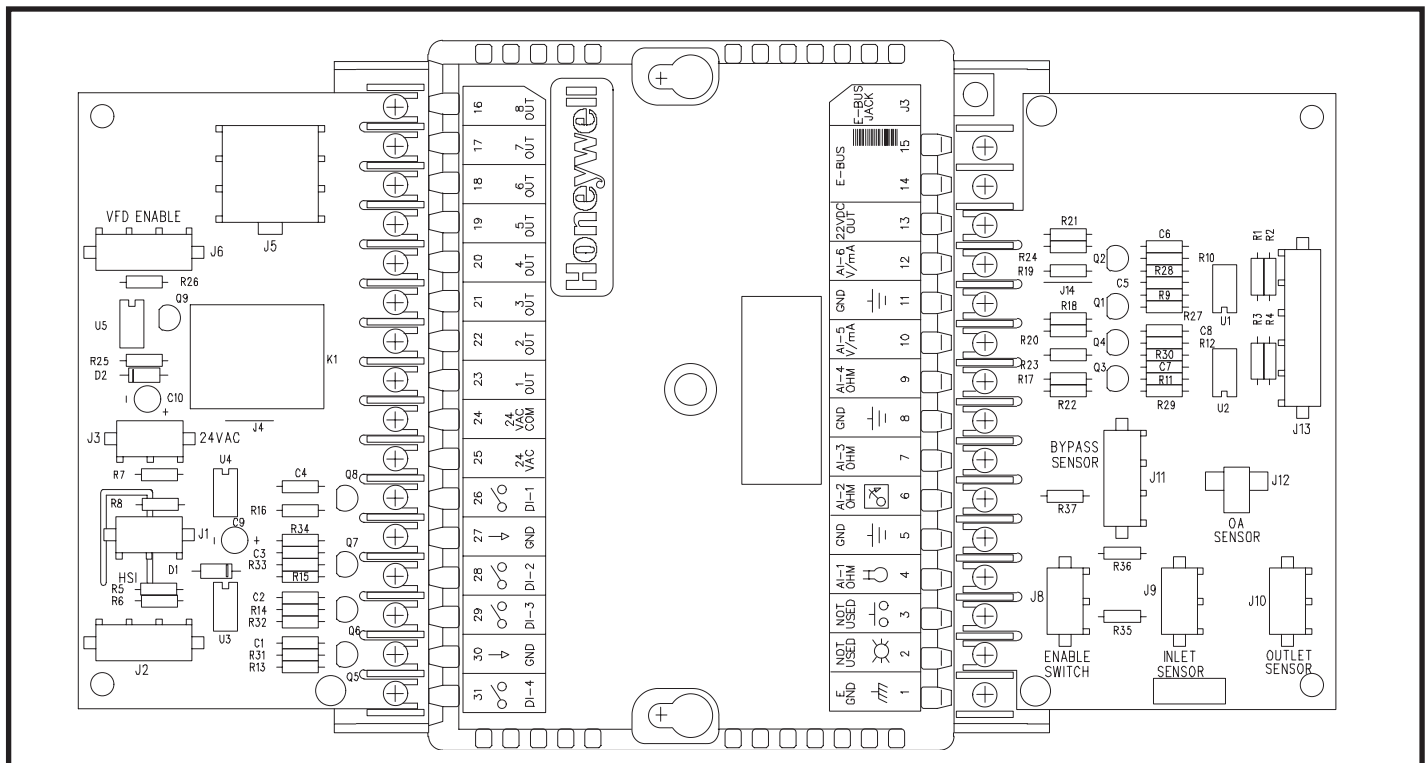 VFD ENABLE
J6
J5
R26
Q9
U5
R25
D2
C10
- +
K1
J4
J3
24VAC
R7
U4
C4
Q8
R8
R16
J1
C9
- +
R34
Q7
C3
R33
R15
HSI
D1
R5
R6
C2
R14
R32
U3
Q6
C1
R31
R13
J2
Q5
16 8 OUT
17 7 OUT
18 6 OUT
19 5 OUT
20 4 OUT
21 3 OUT
22 2 OUT
23 1 OUT
24 24 VAC COM
25 24 VAC
26 DI-1
27 GND
28 DI-2
29 DI-3
30 GND
31 DI-4
Honeywell
E-BUS JACK J3
E-BUS 15
14
22VDC OUT 13
AI-6 V/mA 12
GND 11
AI-5 V/mA 10
AI-4 OHM 9
GND 8
AI-3 OHM 7
AI-2 OHM 6
GND 5
AI-1 OHM 4
NOT USED 3
NOT USED 2
E GND 1
R21
R24
R19
J14
R18
R20
R23
R17
R22
Q2
Q1
Q4
Q3
C6
R28
C5
R9
R27
R10
C8
R12
R30
C7
R11
R29
U1
U2
R1
R2
R3
R4
J13
BYPASS
SENSOR
J11
R37
J12
OA
SENSOR
R36
J8
J9
J10
R35
ENABLE
SWITCH
INLET
SENSOR
OUTLET
SENSOR